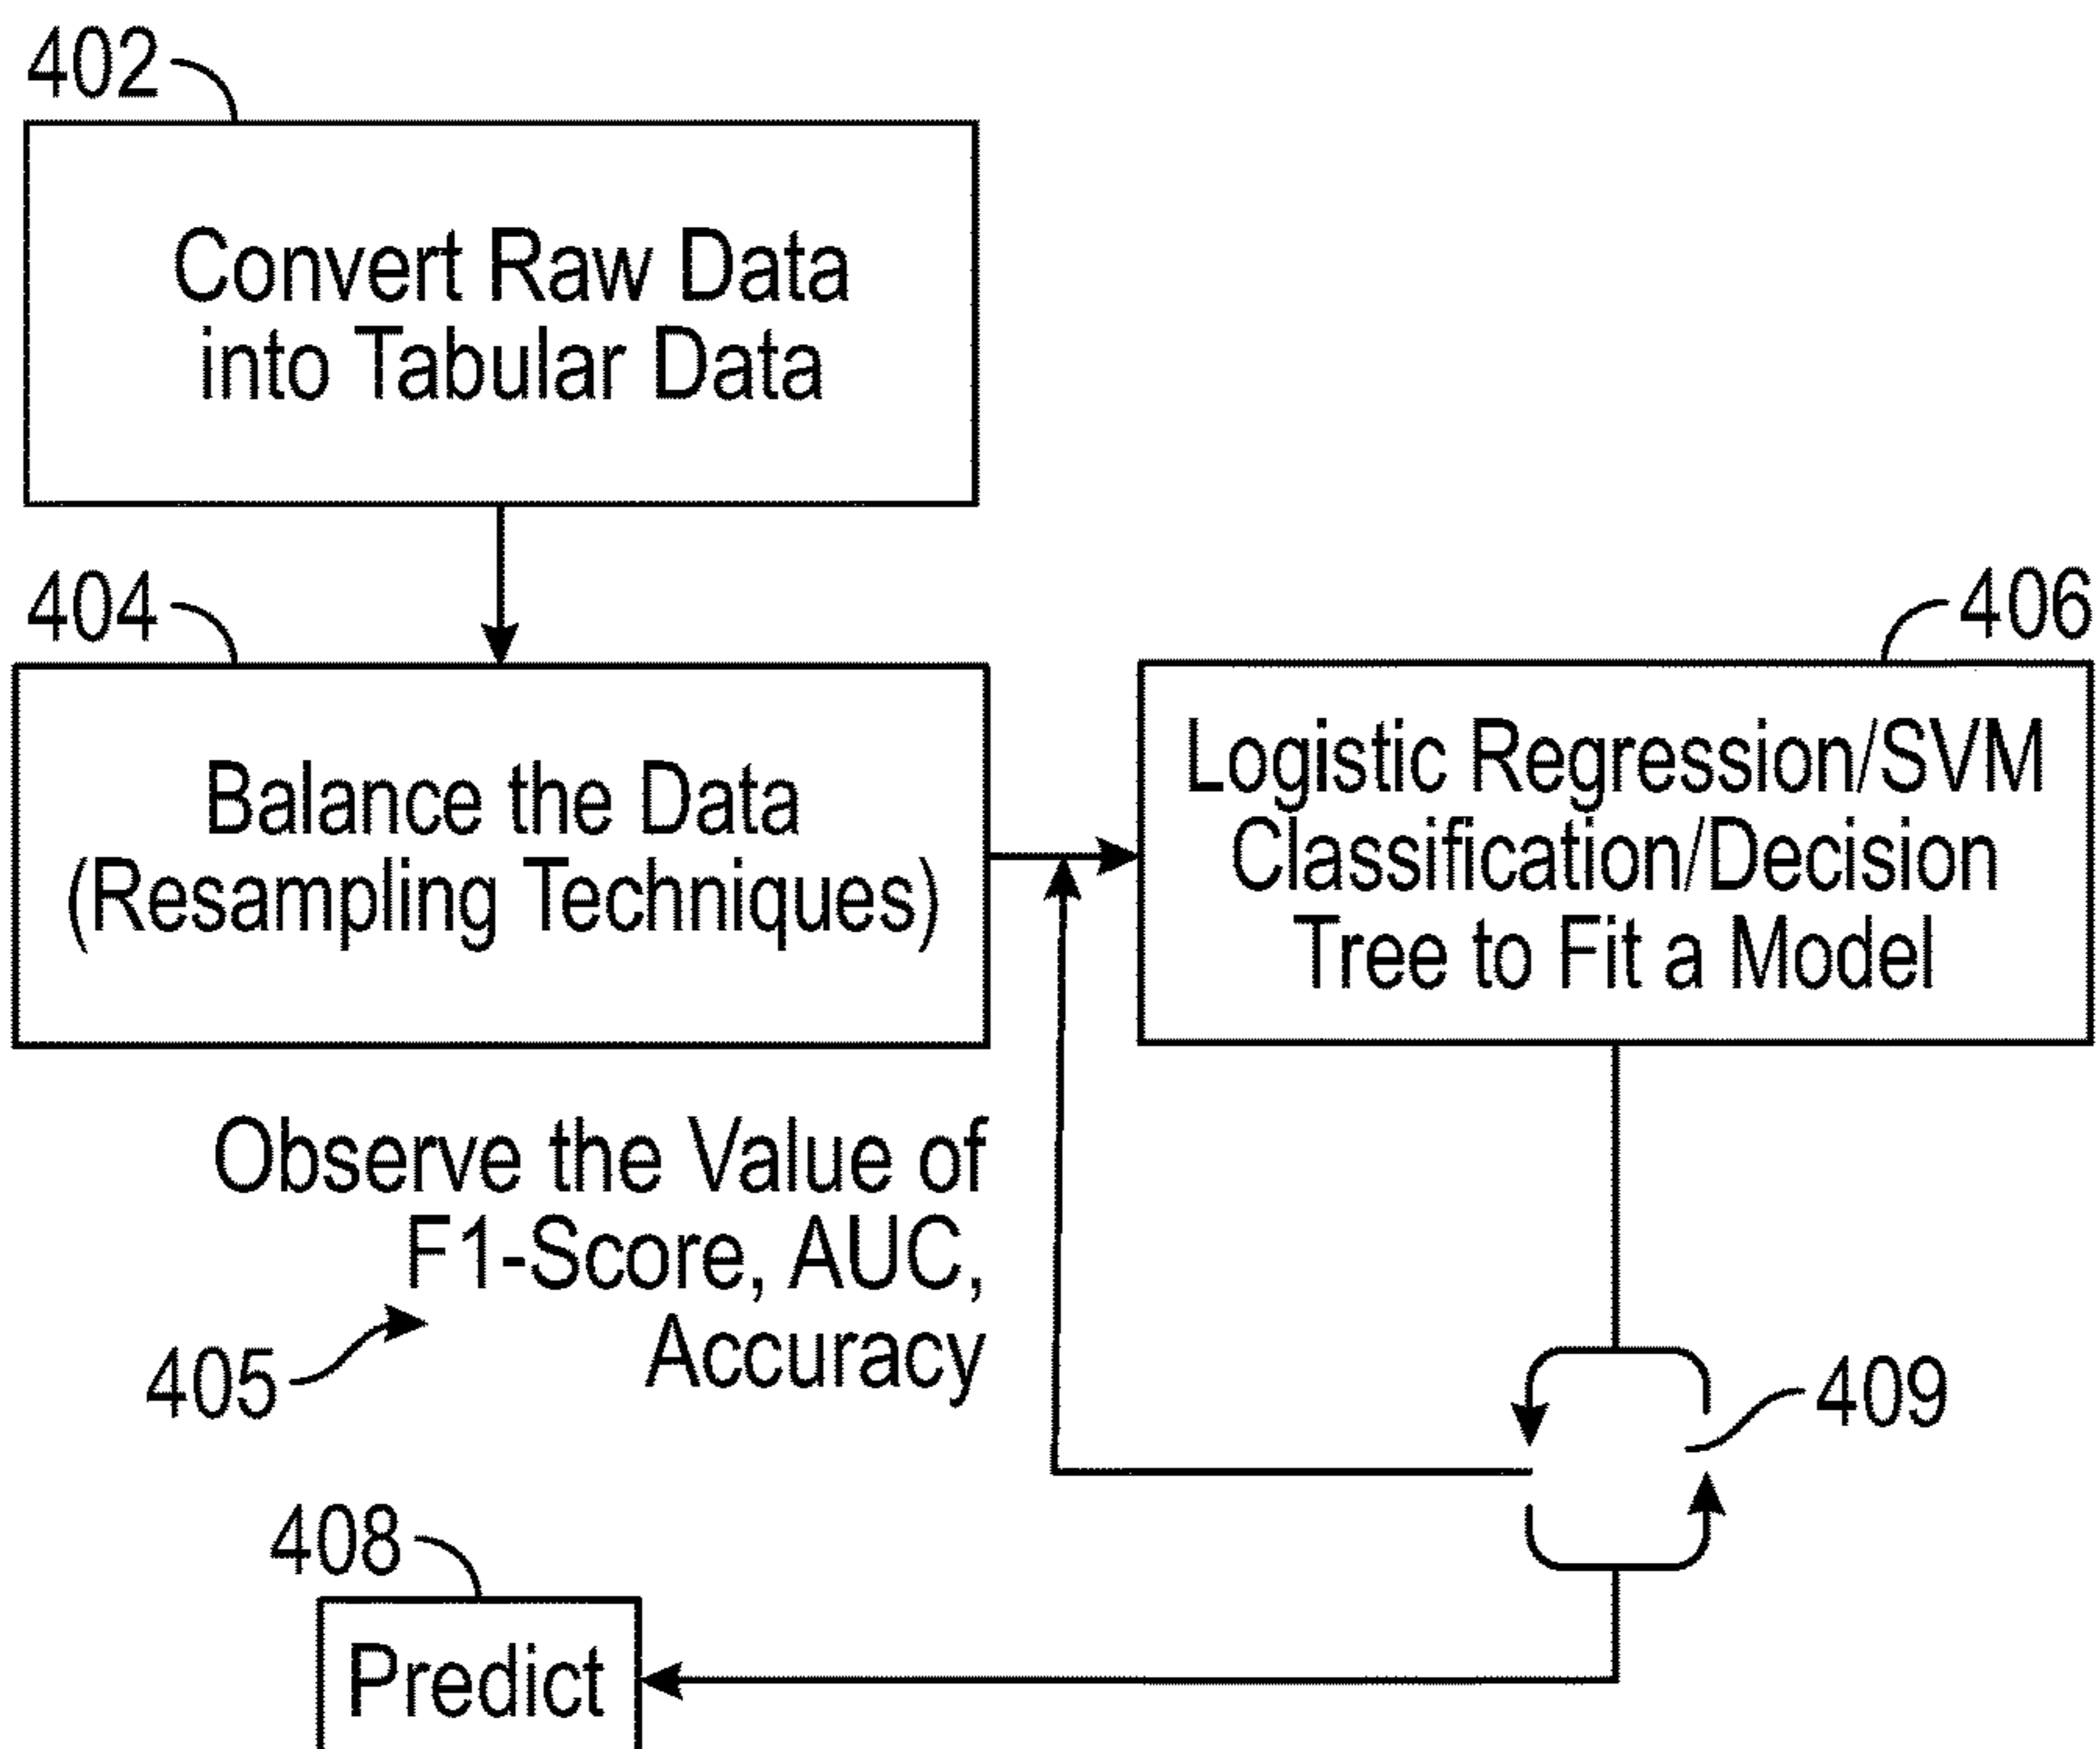 402
Convert Raw Data
into Tabular Data
404
Balance the Data
(Resampling Techniques)
406
Logistic Regression/SVM
Classification/Decision
Tree to Fit a Model
Observe the Value of
F1-Score, AUC,
Accuracy
405
409
408
Predict